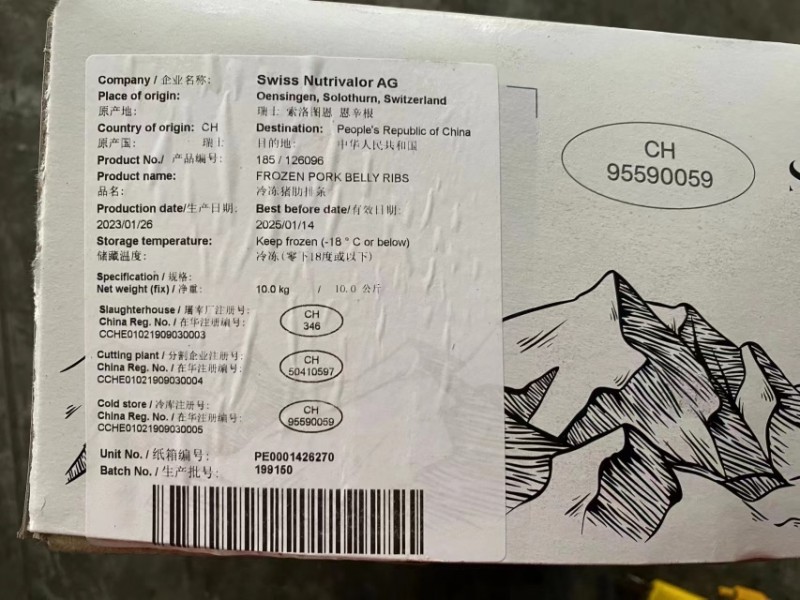 Company / 企业名称: Swiss Nutrivalor AG
Place of origin: Oensingen, Solothurn, Switzerland
原产地: 瑞士 索洛图恩 恩辛根
Country of origin: CH Destination: People's Republic of China
原产国: 瑞士 目的地: 中华人民共和国
Product No./ 产品编号: 185 / 126096
Product name: FROZEN PORK BELLY RIBS
品名: 冷冻猪肋排条
Production date/生产日期: Best before date/有效日期:
2023/01/26 2025/01/14
Storage temperature: Keep frozen (-18 ° C or below)
储藏温度: 冷冻(零下18度或以下)
Specification / 规格:
Net weight (fix) / 净重: 10.0 kg / 10.0 公斤
Slaughterhouse / 屠宰厂注册号:
China Reg. No. / 在华注册编号:
CCHE01021909030003
CH
346
Cutting plant / 分割企业注册号:
China Reg. No. / 在华注册编号:
CCHE01021909030004
CH
50410597
Cold store / 冷库注册号:
China Reg. No. / 在华注册编号:
CCHE01021909030005
CH
95590059
Unit No. / 纸箱编号: PE0001426270
Batch No. / 生产批号: 199150
CH
95590059